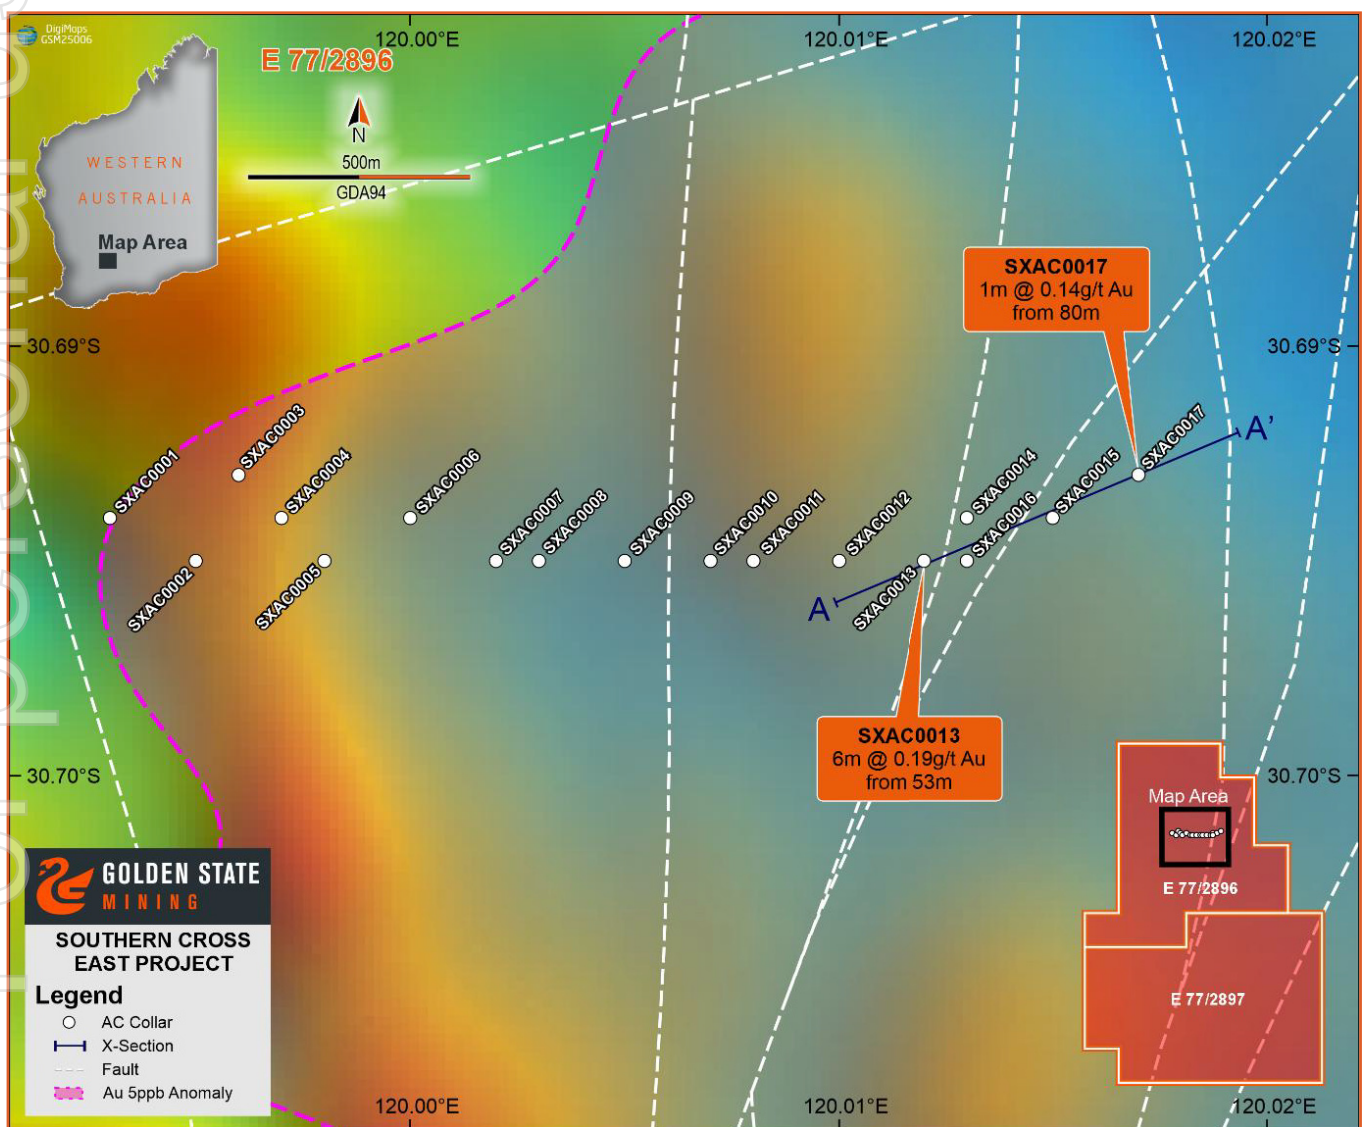 DigiMaps
GSM25006
120.00°E
120.01°E
120.02°E
E 77/2896
N
500m
GDA94
WESTERN
AUSTRALIA
Map Area
SXAC0017
1m @ 0.14g/t Au
from 80m
30.69°S
30.69°S
SXAC0001
SXAC0003
SXAC0004
SXAC0006
SXAC0007
SXAC0008
SXAC0009
SXAC0010
SXAC0011
SXAC0012
SXAC0014
SXAC0016
SXAC0015
SXAC0017
A'
SXAC0002
SXAC0005
A
SXAC0013
SXAC0013
6m @ 0.19g/t Au
from 53m
30.70°S
30.70°S
Map Area
E 77/2896
E 77/2897
GOLDEN STATE
MINING
SOUTHERN CROSS
EAST PROJECT
Legend
AC Collar
X-Section
Fault
Au 5ppb Anomaly
120.00°E
120.01°E
120.02°E